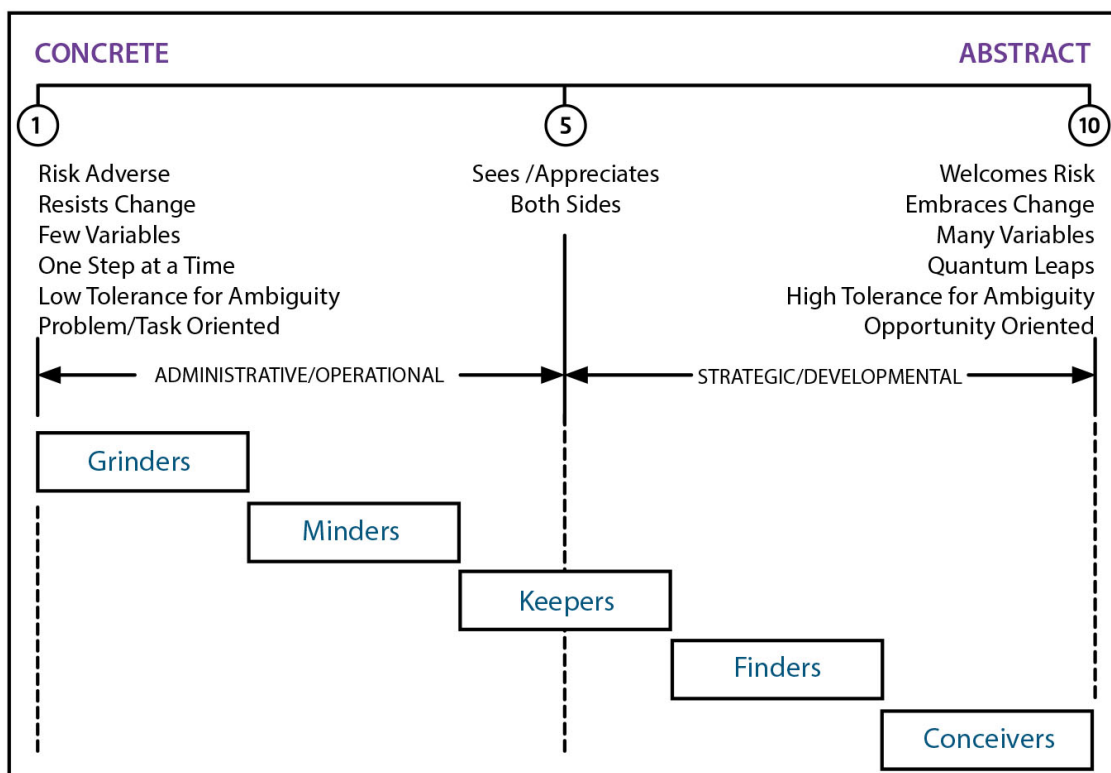 CONCRETE
ABSTRACT
1
5
10
Risk Adverse
Resists Change
Few Variables
One Step at a Time
Low Tolerance for Ambiguity
Problem/Task Oriented
Sees /Appreciates
Both Sides
Welcomes Risk
Embraces Change
Many Variables
Quantum Leaps
High Tolerance for Ambiguity
Opportunity Oriented
ADMINISTRATIVE/OPERATIONAL
STRATEGIC/DEVELOPMENTAL
Grinders
Minders
Keepers
Finders
Conceivers